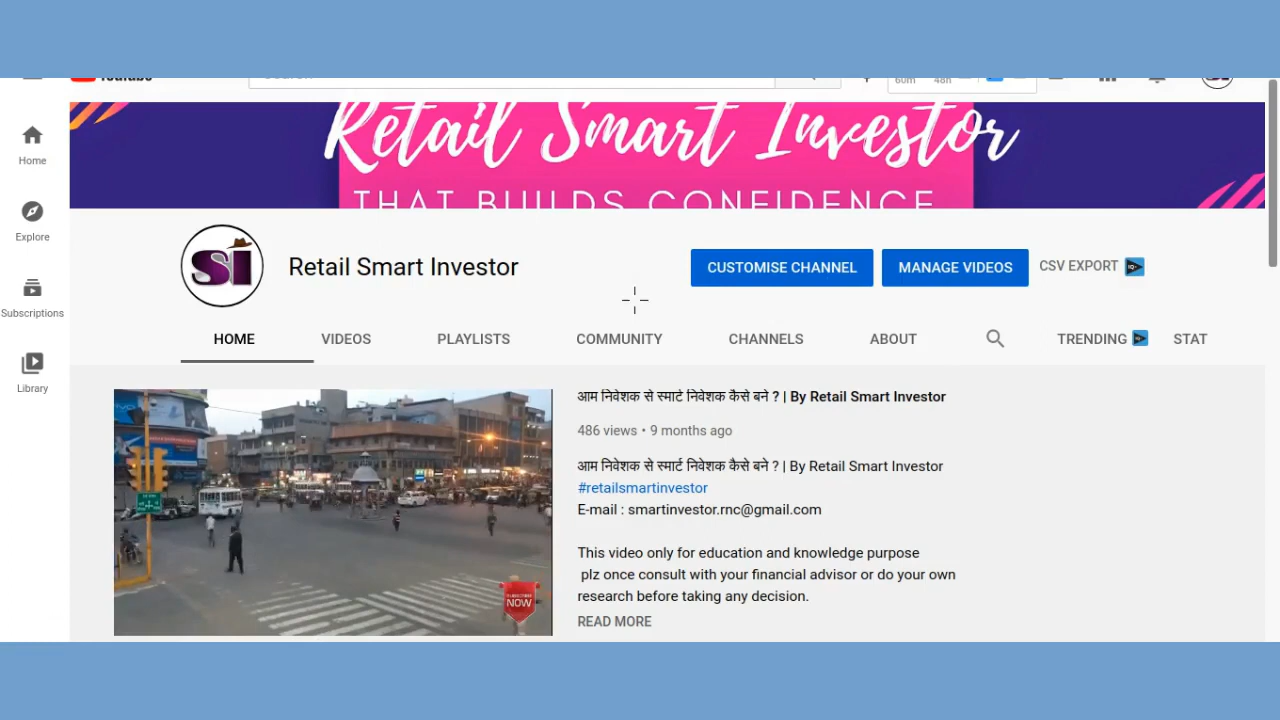 Retail Smart Investor
THAT BUILDS CONFIDENCE
Home
Explore
Subscriptions
Library
SI
Retail Smart Investor
CUSTOMISE CHANNEL
MANAGE VIDEOS
CSV EXPORT
HOME
VIDEOS
PLAYLISTS
COMMUNITY
CHANNELS
ABOUT
TRENDING
STAT
आम निवेशक से स्मार्ट निवेशक कैसे बने ? | By Retail Smart Investor
486 views • 9 months ago
आम निवेशक से स्मार्ट निवेशक कैसे बने ? | By Retail Smart Investor
#retailsmartinvestor
E-mail : smartinvestor.rnc@gmail.com
This video only for education and knowledge purpose
plz once consult with your financial advisor or do your own
research before taking any decision.
READ MORE
NOW